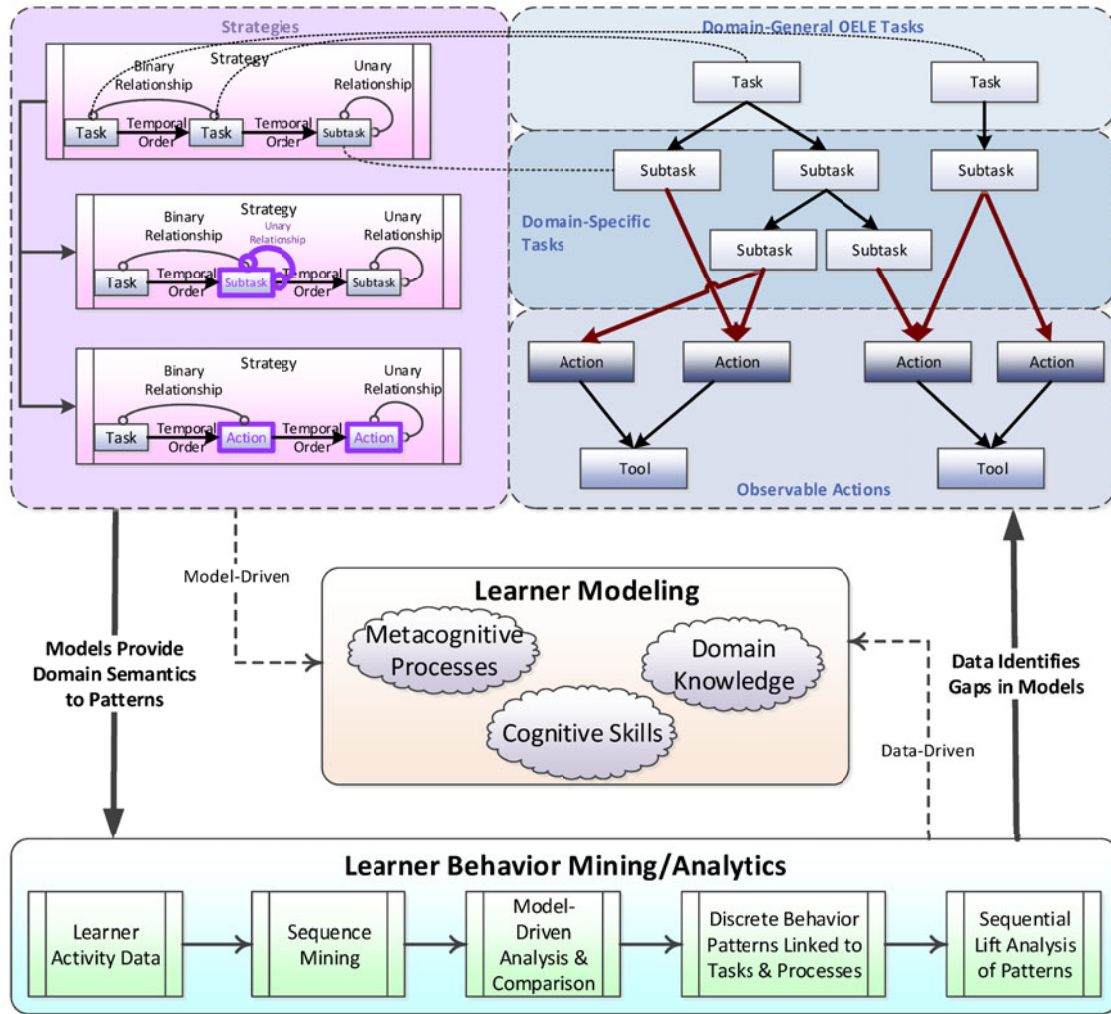 Strategies
Binary
Relationship
Strategy
Unary
Relationship
Task
Temporal
Order
Task
Temporal
Order
Subtask
Binary
Relationship
Strategy
Unary
Relationship
Unary
Relationship
Task
Temporal
Order
Subtask
Temporal
Order
Subtask
Binary
Relationship
Strategy
Unary
Relationship
Task
Temporal
Order
Action
Temporal
Order
Action
Domain-General OELE Tasks
Task
Task
Subtask
Subtask
Subtask
Domain-Specific
Tasks
Subtask
Subtask
Action
Action
Action
Action
Tool
Tool
Observable Actions
Model-Driven
Models Provide
Domain Semantics
to Patterns
Learner Modeling
Metacognitive
Processes
Domain
Knowledge
Cognitive Skills
Data Identifies
Gaps in Models
Data-Driven
Learner Behavior Mining/Analytics
Learner
Activity Data
Sequence
Mining
Model-
Driven
Analysis &
Comparison
Discrete Behavior
Patterns Linked to
Tasks & Processes
Sequential
Lift Analysis
of Patterns